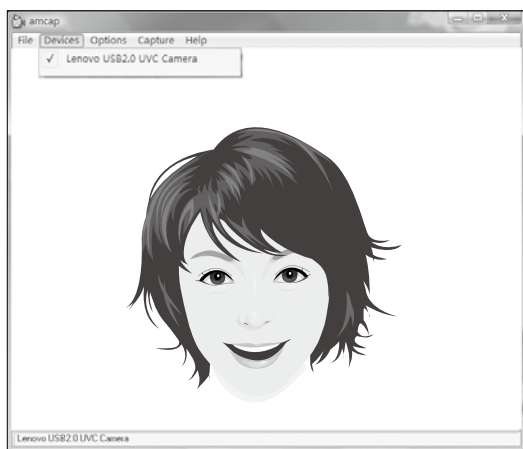 amcap
File Devices Options Capture Help
✓ Lenovo USB2.0 UVC Camera
Lenovo USB2.0 UVC Camera